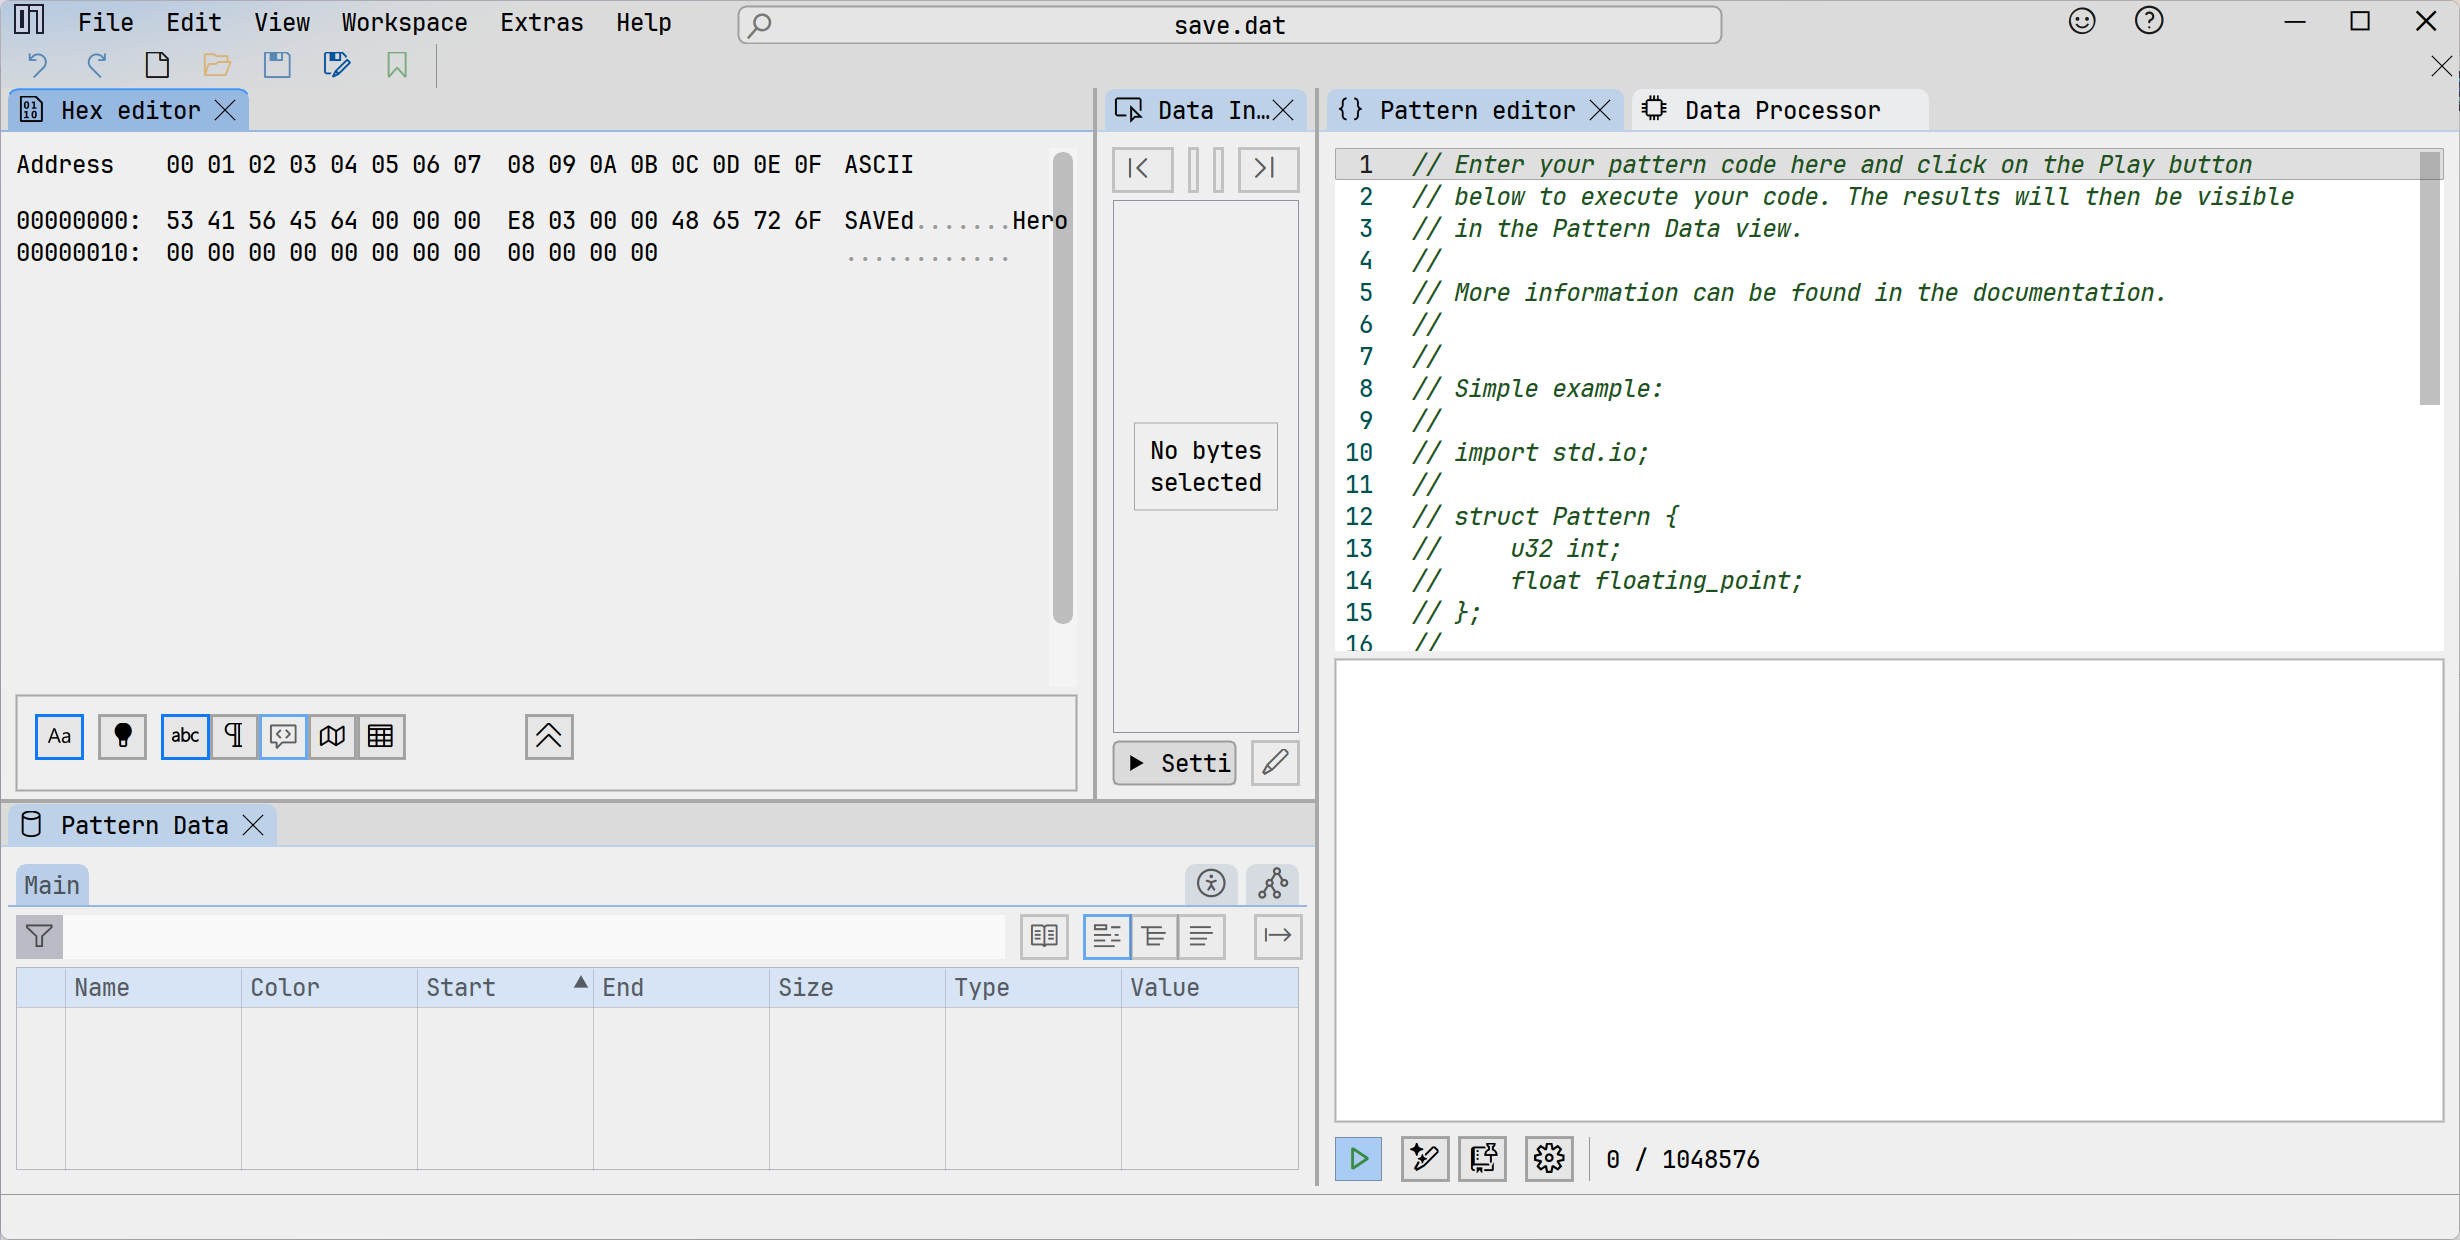 File Edit View Workspace Extras Help
save.dat
Hex editor
Data In...
Pattern editor
Data Processor
Address 00 01 02 03 04 05 06 07 08 09 0A 0B 0C 0D 0E 0F ASCII
00000000: 53 41 56 45 64 00 00 00 E8 03 00 00 48 65 72 6F SAVEd.......Hero
00000010: 00 00 00 00 00 00 00 00 00 00 00 00 ............
Aa
abc
No bytes
selected
Setti
1 // Enter your pattern code here and click on the Play button
2 // below to execute your code. The results will then be visible
3 // in the Pattern Data view.
4 //
5 // More information can be found in the documentation.
6 //
7 //
8 // Simple example:
9 //
10 // import std.io;
11 //
12 // struct Pattern {
13 //     u32 int;
14 //     float floating_point;
15 // };
16 //
Pattern Data
Main
Name Color Start End Size Type Value
0 / 1048576